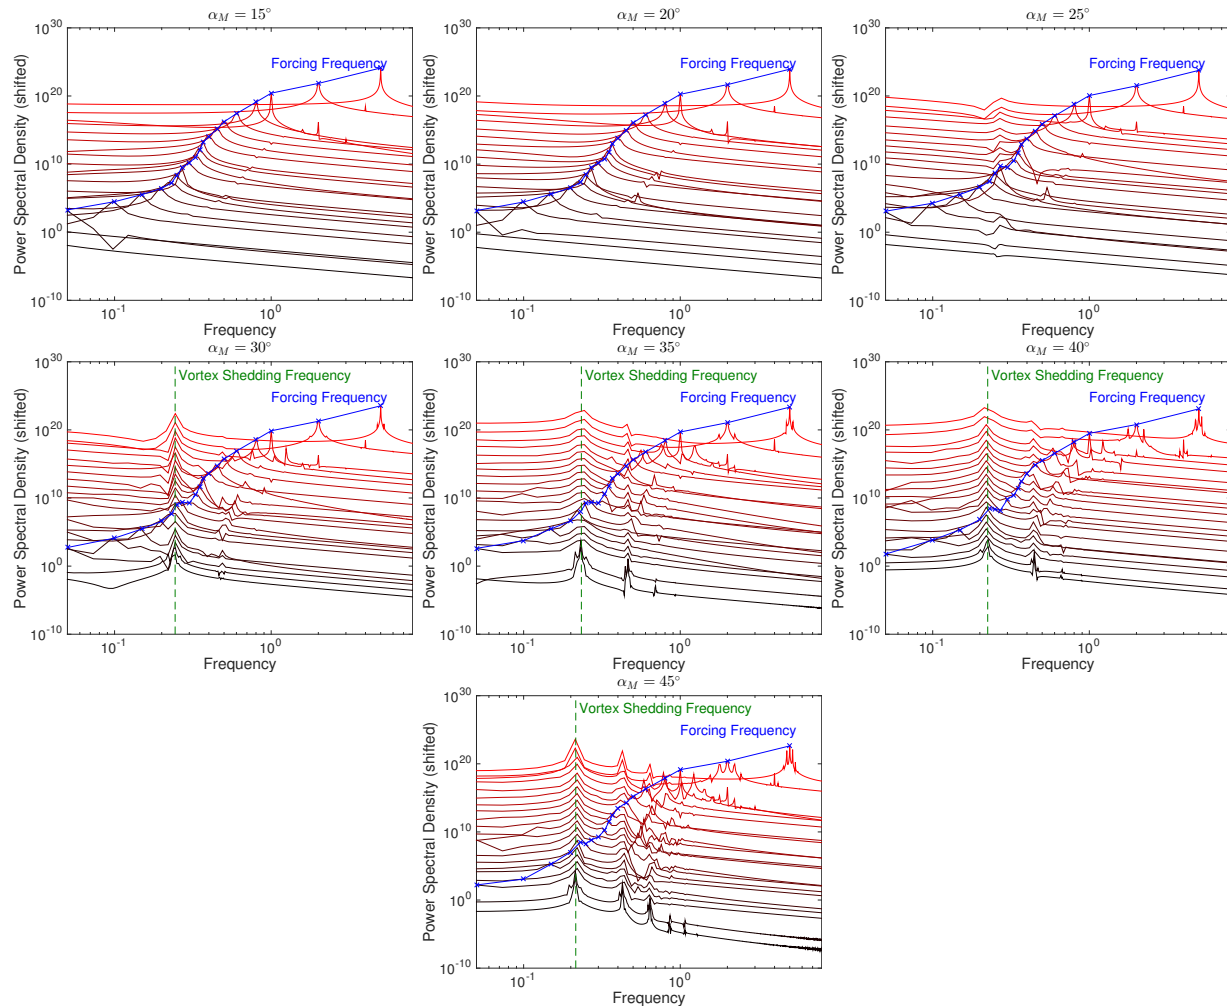 α_M = 15°
Power Spectral Density (shifted)
10^30
10^20
10^10
10^0
10^-10
Forcing Frequency
10^-1
10^0
Frequency
α_M = 20°
Power Spectral Density (shifted)
10^30
10^20
10^10
10^0
10^-10
Forcing Frequency
10^-1
10^0
Frequency
α_M = 25°
Power Spectral Density (shifted)
10^30
10^20
10^10
10^0
10^-10
Forcing Frequency
10^-1
10^0
Frequency
α_M = 30°
Power Spectral Density (shifted)
10^30
10^20
10^10
10^0
10^-10
Vortex Shedding Frequency
Forcing Frequency
10^-1
10^0
Frequency
α_M = 35°
Power Spectral Density (shifted)
10^30
10^20
10^10
10^0
10^-10
Vortex Shedding Frequency
Forcing Frequency
10^-1
10^0
Frequency
α_M = 40°
Power Spectral Density (shifted)
10^30
10^20
10^10
10^0
10^-10
Vortex Shedding Frequency
Forcing Frequency
10^-1
10^0
Frequency
α_M = 45°
Power Spectral Density (shifted)
10^30
10^20
10^10
10^0
10^-10
Vortex Shedding Frequency
Forcing Frequency
10^-1
10^0
Frequency